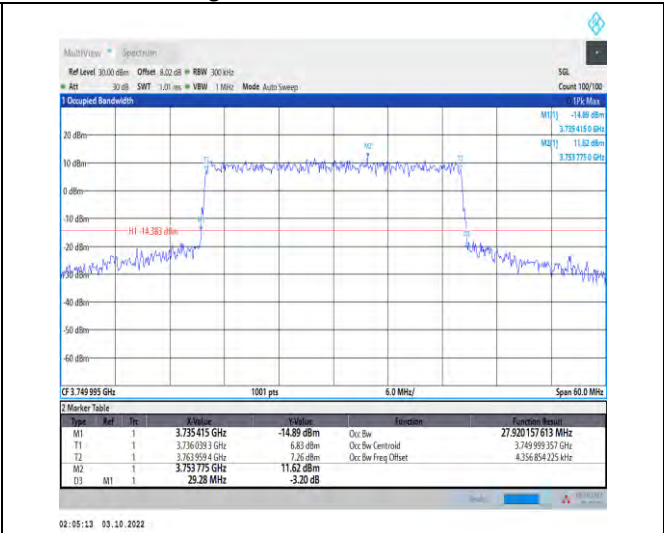 MultiView Spectrum
Ref Level 30.00 dBm Offset 8.02 dB RBW 300 kHz SGL
Att 30 dB SWT 1.01 ms VBW 1 MHz Mode Auto Sweep Count 100/100
1 Occupied Bandwidth 1Pk Max
M1[1] -14.89 dBm
3.735 415 0 GHz
M2[1] 11.62 dBm
3.753 775 0 GHz
20 dBm
M2
10 dBm
0 dBm
-10 dBm
H1 -14.383 dBm
-20 dBm
-40 dBm
-50 dBm
-60 dBm
CF 3.749 995 GHz 1001 pts 6.0 MHz/ Span 60.0 MHz
2 Marker Table
Type Ref Trc X-Value Y-Value Function Function Result
M1 1 3.735 415 GHz -14.89 dBm Occ Bw 27.920 157 613 MHz
T1 1 3.736 039 3 GHz 6.83 dBm Occ Bw Centroid 3.749 999 357 GHz
T2 1 3.763 959 4 GHz 7.26 dBm Occ Bw Freq Offset 4.356 854 225 kHz
M2 1 3.753 775 GHz 11.62 dBm
D3 M1 1 29.28 MHz -3.20 dB
02:05:13 03.10.2022